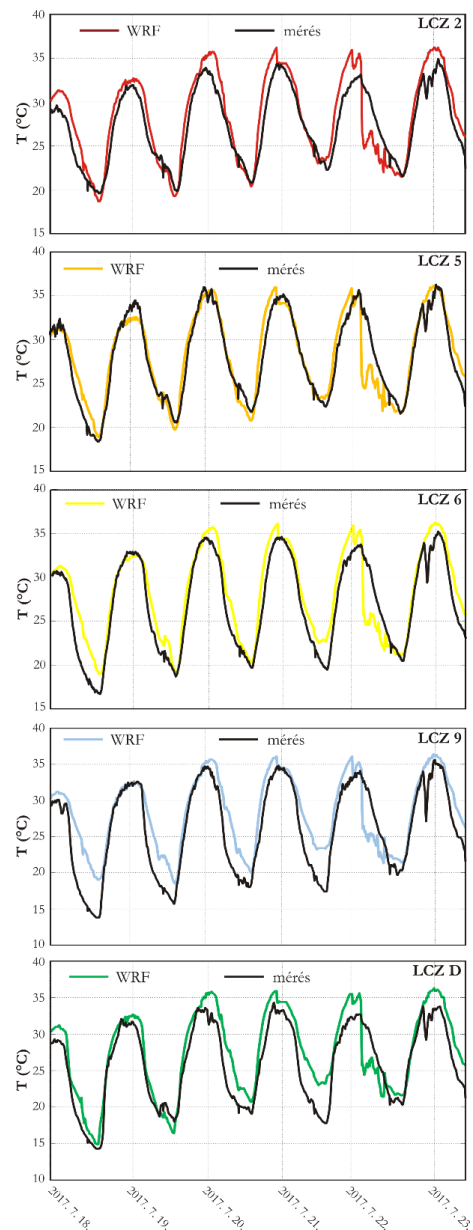 40
LCZ 2
WRF
mérés
35
30
T (°C)
25
20
15
40
LCZ 5
WRF
mérés
35
30
T (°C)
25
20
15
40
LCZ 6
WRF
mérés
35
30
T (°C)
25
20
15
40
LCZ 9
WRF
mérés
35
30
T (°C)
25
20
15
10
40
LCZ D
WRF
mérés
35
30
T (°C)
25
20
15
10
2017. 7. 18.
2017. 7. 19.
2017. 7. 20.
2017. 7. 21.
2017. 7. 22.
2017. 7. 23.